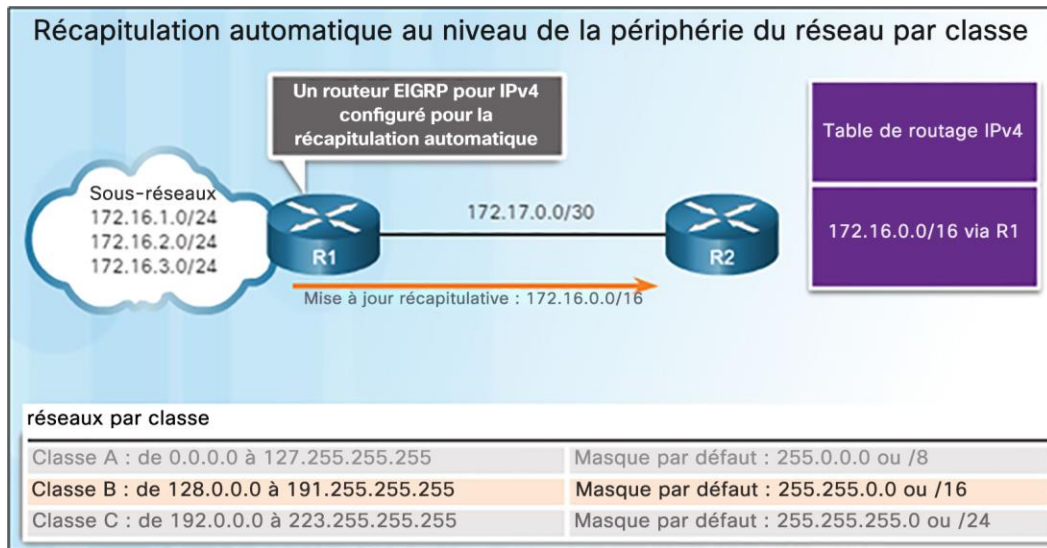 Récapitulation automatique au niveau de la périphérie du réseau par classe
Un routeur EIGRP pour IPv4
configuré pour la
récapitulation automatique
Table de routage IPv4
Sous-réseaux
172.16.1.0/24
172.16.2.0/24
172.16.3.0/24
172.17.0.0/30
172.16.0.0/16 via R1
R1
R2
Mise à jour récapitulative : 172.16.0.0/16
réseaux par classe
Classe A : de 0.0.0.0 à 127.255.255.255 Masque par défaut : 255.0.0.0 ou /8
Classe B : de 128.0.0.0 à 191.255.255.255 Masque par défaut : 255.255.0.0 ou /16
Classe C : de 192.0.0.0 à 223.255.255.255 Masque par défaut : 255.255.255.0 ou /24